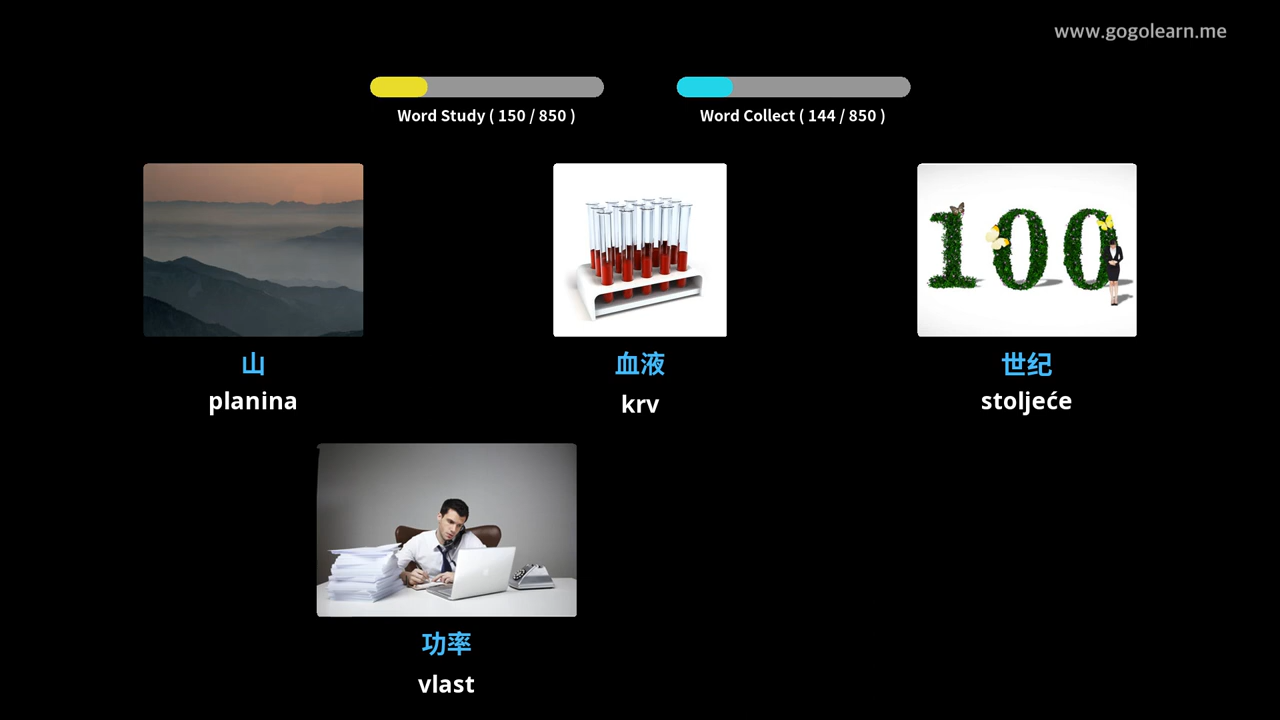 www.gogolearn.me
Word Study ( 150 / 850 )
Word Collect ( 144 / 850 )
山
planina
血液
krv
世纪
stoljeće
功率
vlast